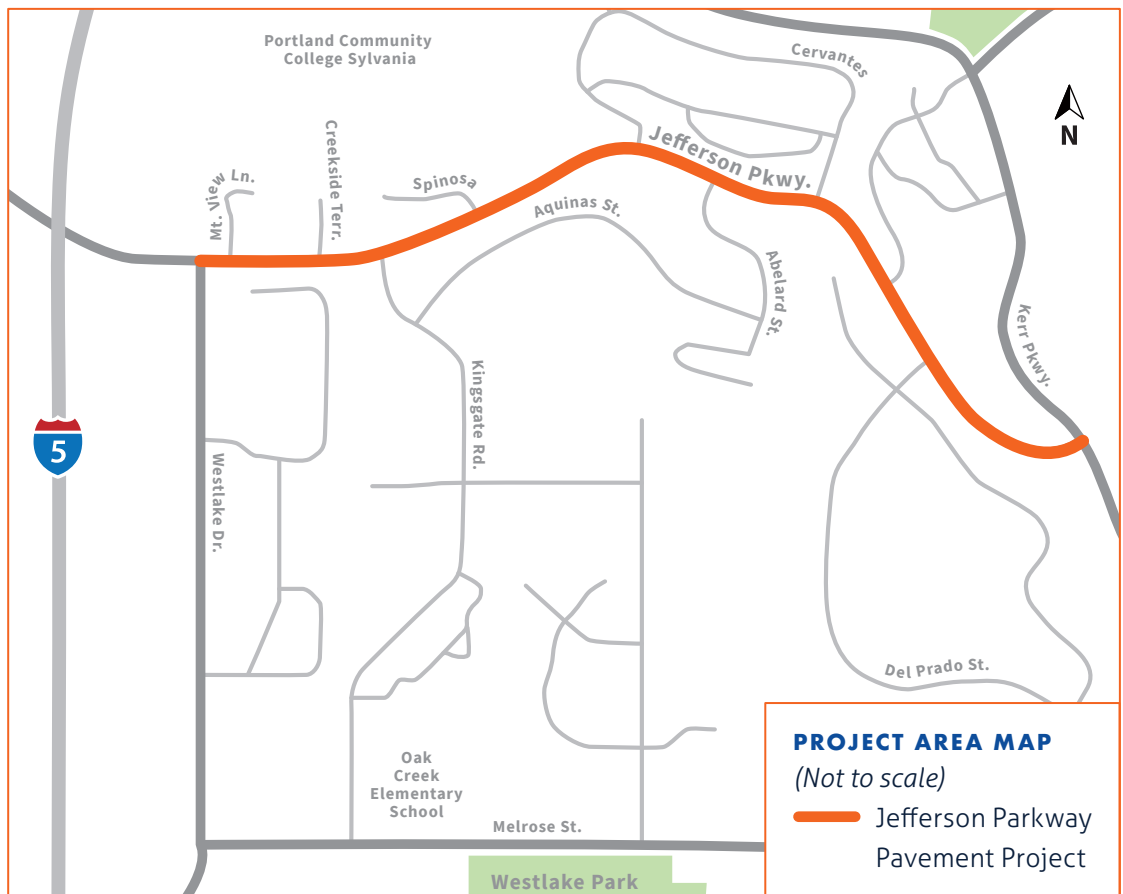 Portland Community
College Sylvania
Cervantes
N
Jefferson Pkwy.
Mt. View Ln.
Creekside Terr.
Spinosa
Aquinas St.
Abelard St.
Kerr Pkwy.
Kingsgate Rd.
5
Westlake Dr.
Del Prado St.
Oak
Creek
Elementary
School
Melrose St.
Westlake Park
PROJECT AREA MAP
(Not to scale)
Jefferson Parkway
Pavement Project